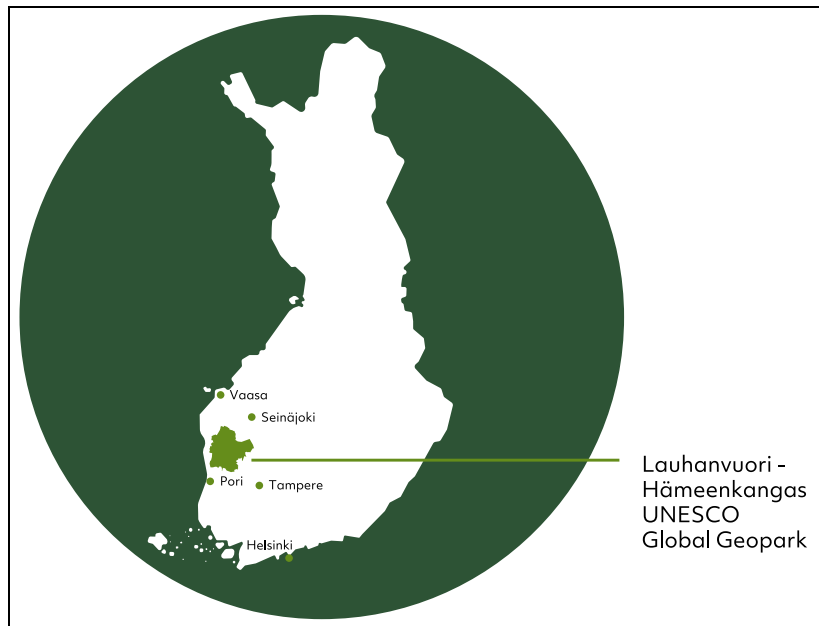 Vaasa
Seinäjoki
Pori
Tampere
Helsinki
Lauhanvuori -
Hämeenkangas
UNESCO
Global Geopark